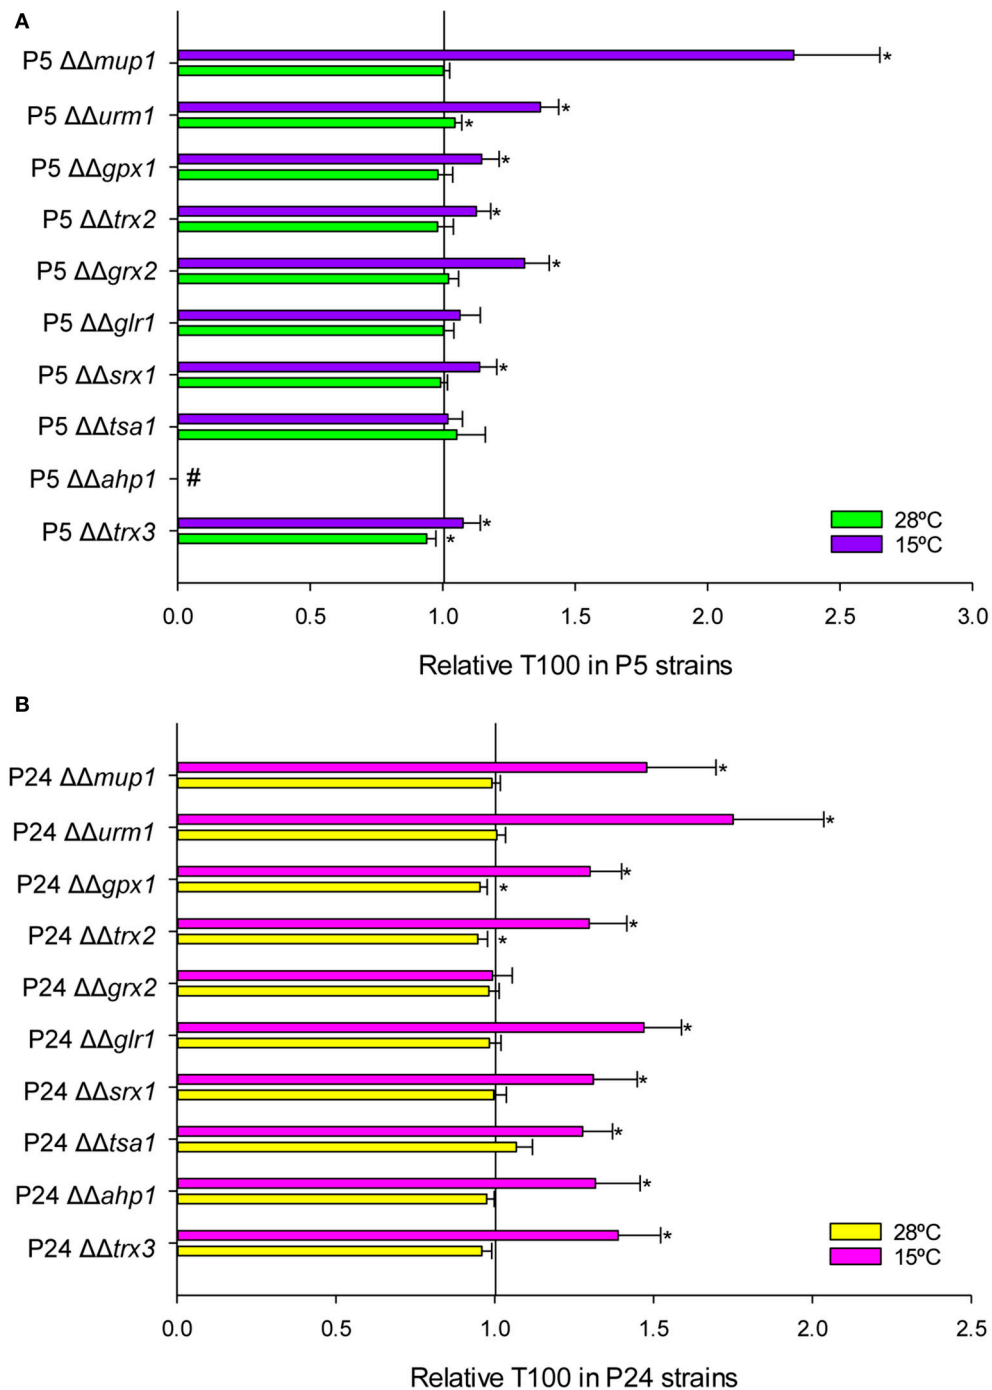 A
P5 ΔΔmup1
*
P5 ΔΔurm1
*
*
P5 ΔΔgpx1
*
P5 ΔΔtrx2
*
P5 ΔΔgrx2
*
P5 ΔΔglr1
P5 ΔΔsrx1
*
P5 ΔΔtsa1
P5 ΔΔahp1
#
P5 ΔΔtrx3
*
*
28ºC
15ºC
0.0 0.5 1.0 1.5 2.0 2.5 3.0
Relative T100 in P5 strains
B
P24 ΔΔmup1
*
P24 ΔΔurm1
*
P24 ΔΔgpx1
*
*
P24 ΔΔtrx2
*
*
P24 ΔΔgrx2
P24 ΔΔglr1
*
P24 ΔΔsrx1
*
P24 ΔΔtsa1
*
P24 ΔΔahp1
*
P24 ΔΔtrx3
*
28ºC
15ºC
0.0 0.5 1.0 1.5 2.0 2.5
Relative T100 in P24 strains